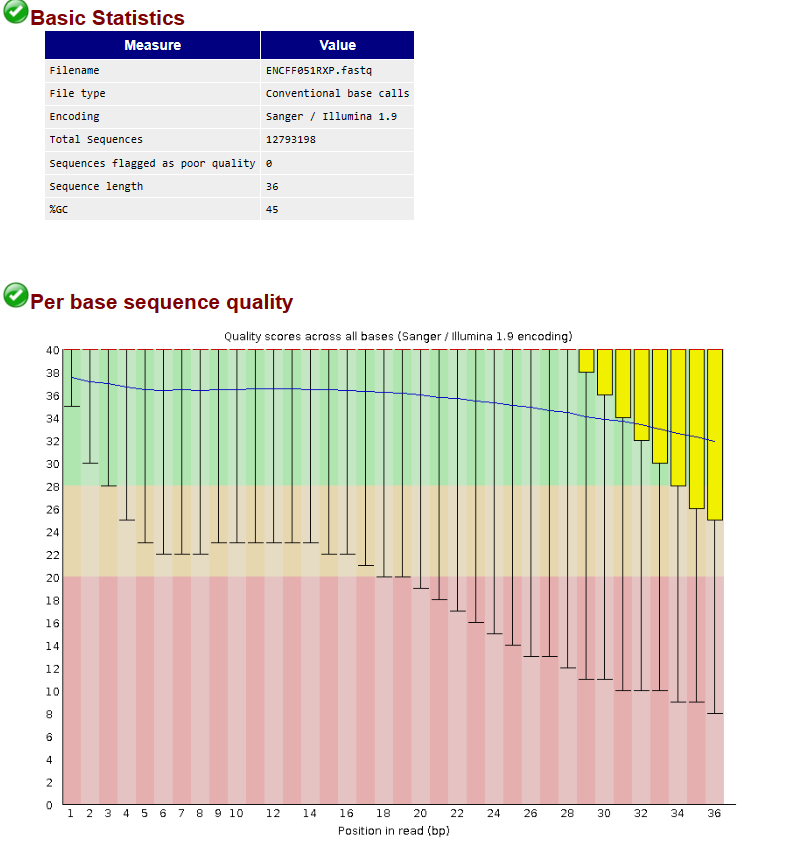 Basic Statistics
Measure Value
Filename ENCFF051RXP.fastq
File type Conventional base calls
Encoding Sanger / Illumina 1.9
Total Sequences 12793198
Sequences flagged as poor quality 0
Sequence length 36
%GC 45
Per base sequence quality
Quality scores across all bases (Sanger / Illumina 1.9 encoding)
40
38
36
34
32
30
28
26
24
22
20
18
16
14
12
10
8
6
4
2
0
1 2 3 4 5 6 7 8 9 10 12 14 16 18 20 22 24 26 28 30 32 34 36
Position in read (bp)